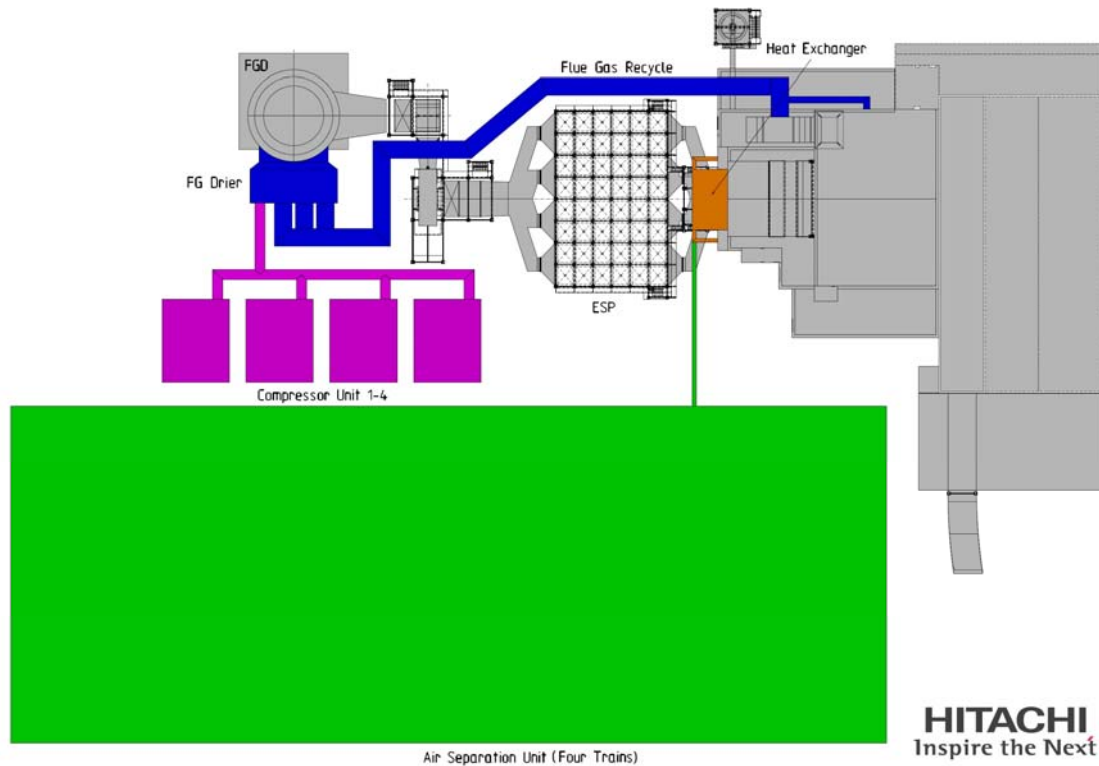 Heat Exchanger
FGD
Flue Gas Recycle
FG Drier
ESP
Compressor Unit 1-4
Air Separation Unit (Four Trains)
HITACHI
Inspire the Next